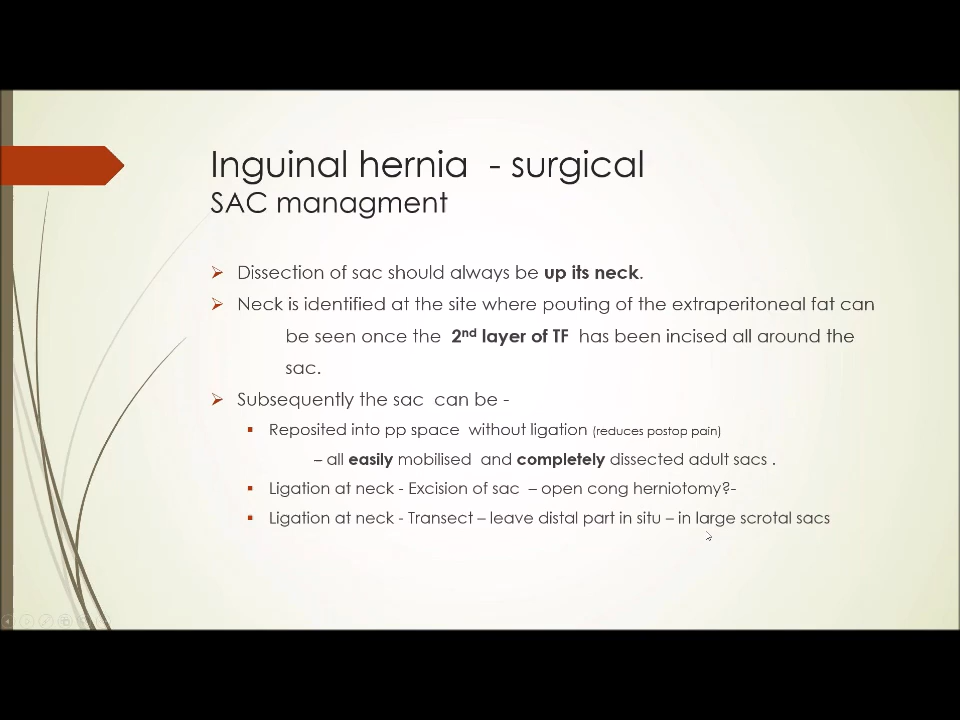 Inguinal hernia - surgical
SAC managment
Dissection of sac should always be up its neck.
Neck is identified at the site where pouting of the extraperitoneal fat can
be seen once the 2nd layer of TF has been incised all around the
sac.
Subsequently the sac can be -
Reposited into pp space without ligation (reduces postop pain)
– all easily mobilised and completely dissected adult sacs .
Ligation at neck - Excision of sac – open cong herniotomy?-
Ligation at neck - Transect – leave distal part in situ – in large scrotal sacs